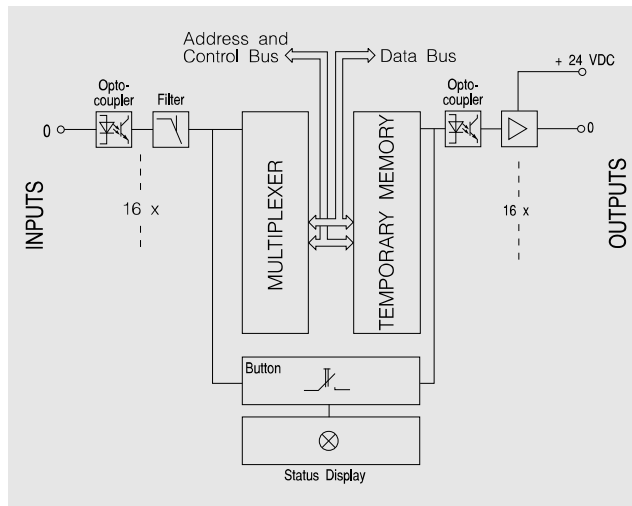 Address and
Control Bus
Data Bus
+ 24 VDC
Opto-
coupler
Filter
Opto-
coupler
0
0
16 x
16 x
INPUTS
MULTIPLEXER
TEMPORARY MEMORY
OUTPUTS
Button
Status Display